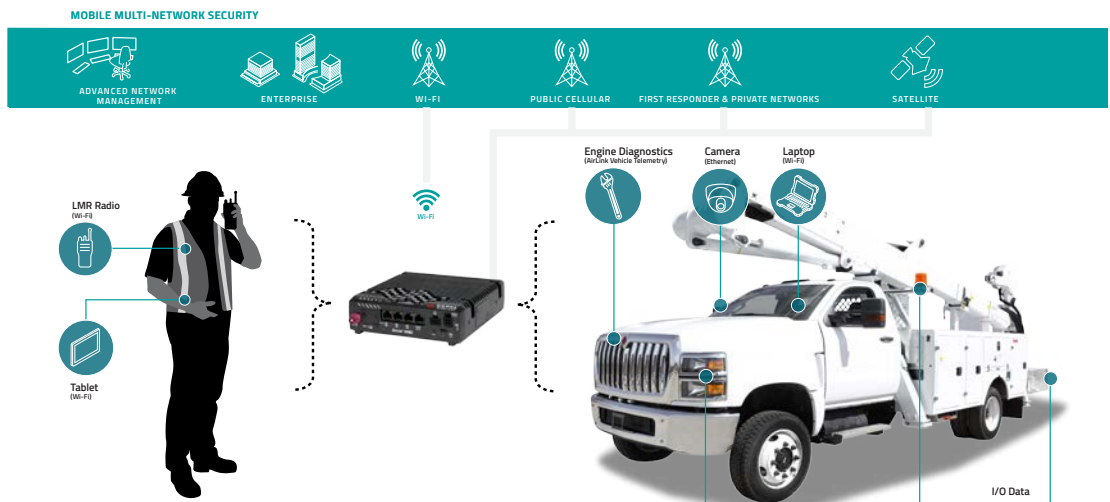 MOBILE MULTI-NETWORK SECURITY
ADVANCED NETWORK
MANAGEMENT
ENTERPRISE
WI-FI
PUBLIC CELLULAR
FIRST RESPONDER & PRIVATE NETWORKS
SATELLITE
Engine Diagnostics
(AirLink Vehicle Telemetry)
Camera
(Ethernet)
Laptop
(Wi-Fi)
LMR Radio
(Wi-Fi)
Wi-Fi
Tablet
(Wi-Fi)
I/O Data